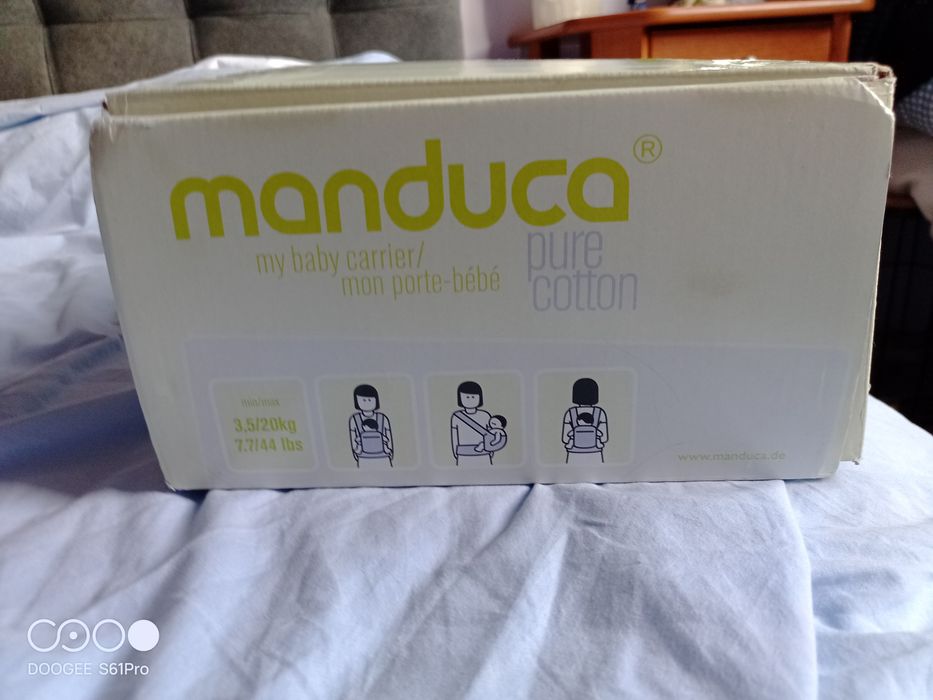 manduca®
my baby carrier/
mon porte-bébé
pure
cotton
min/max
3,5/20kg
7.7/44 lbs
www.manduca.de
DOOGEE S61Pro